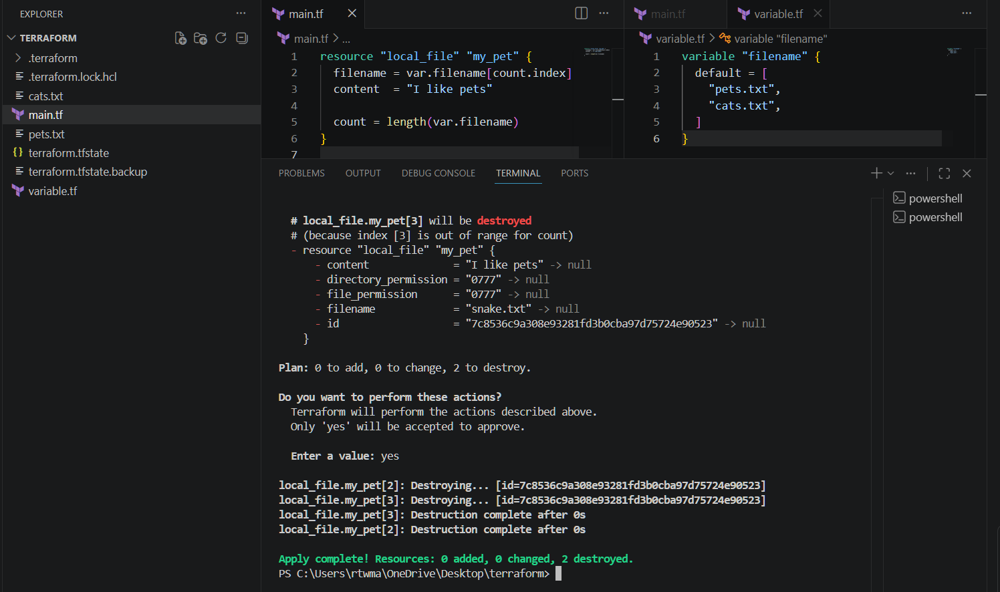 EXPLORER
TERRAFORM
.terraform
.terraform.lock.hcl
cats.txt
main.tf
pets.txt
terraform.tfstate
terraform.tfstate.backup
variable.tf
main.tf
main.tf > ...
1 resource "local_file" "my_pet" {
2 filename = var.filename[count.index]
3 content  = "I like pets"
4
5 count = length(var.filename)
6 }
7
main.tf variable.tf
variable.tf > variable "filename"
1 variable "filename" {
2 default = [
3 "pets.txt",
4 "cats.txt",
5 ]
6 }
PROBLEMS OUTPUT DEBUG CONSOLE TERMINAL PORTS
# local_file.my_pet[3] will be destroyed
# (because index [3] is out of range for count)
- resource "local_file" "my_pet" {
- content              = "I like pets" -> null
- directory_permission = "0777" -> null
- file_permission      = "0777" -> null
- filename             = "snake.txt" -> null
- id                   = "7c8536c9a308e93281fd3b0cba97d75724e90523" -> null
}
Plan: 0 to add, 0 to change, 2 to destroy.
Do you want to perform these actions?
Terraform will perform the actions described above.
Only 'yes' will be accepted to approve.
Enter a value: yes
local_file.my_pet[2]: Destroying... [id=7c8536c9a308e93281fd3b0cba97d75724e90523]
local_file.my_pet[3]: Destroying... [id=7c8536c9a308e93281fd3b0cba97d75724e90523]
local_file.my_pet[3]: Destruction complete after 0s
local_file.my_pet[2]: Destruction complete after 0s
Apply complete! Resources: 0 added, 0 changed, 2 destroyed.
PS C:\Users\rtwma\OneDrive\Desktop\terraform>
powershell
powershell